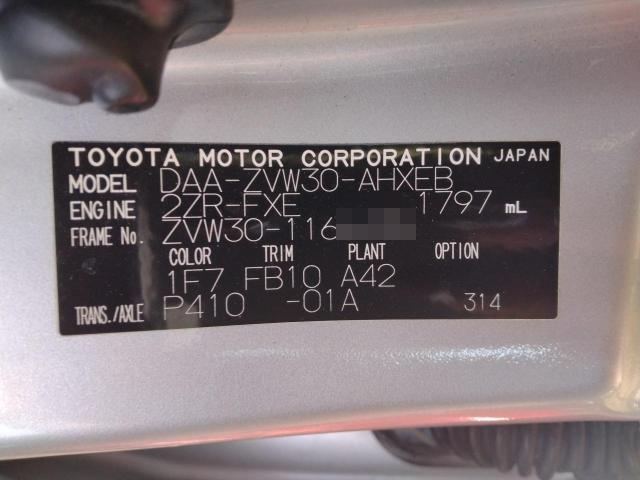 TOYOTA MOTOR CORPORATION JAPAN
MODEL DAA-ZVW30-AHXEB
ENGINE 2ZR-FXE 1797 mL
FRAME No. ZVW30-116
COLOR TRIM PLANT OPTION
1F7 FB10 A42
TRANS./AXLE P410 -01A 314